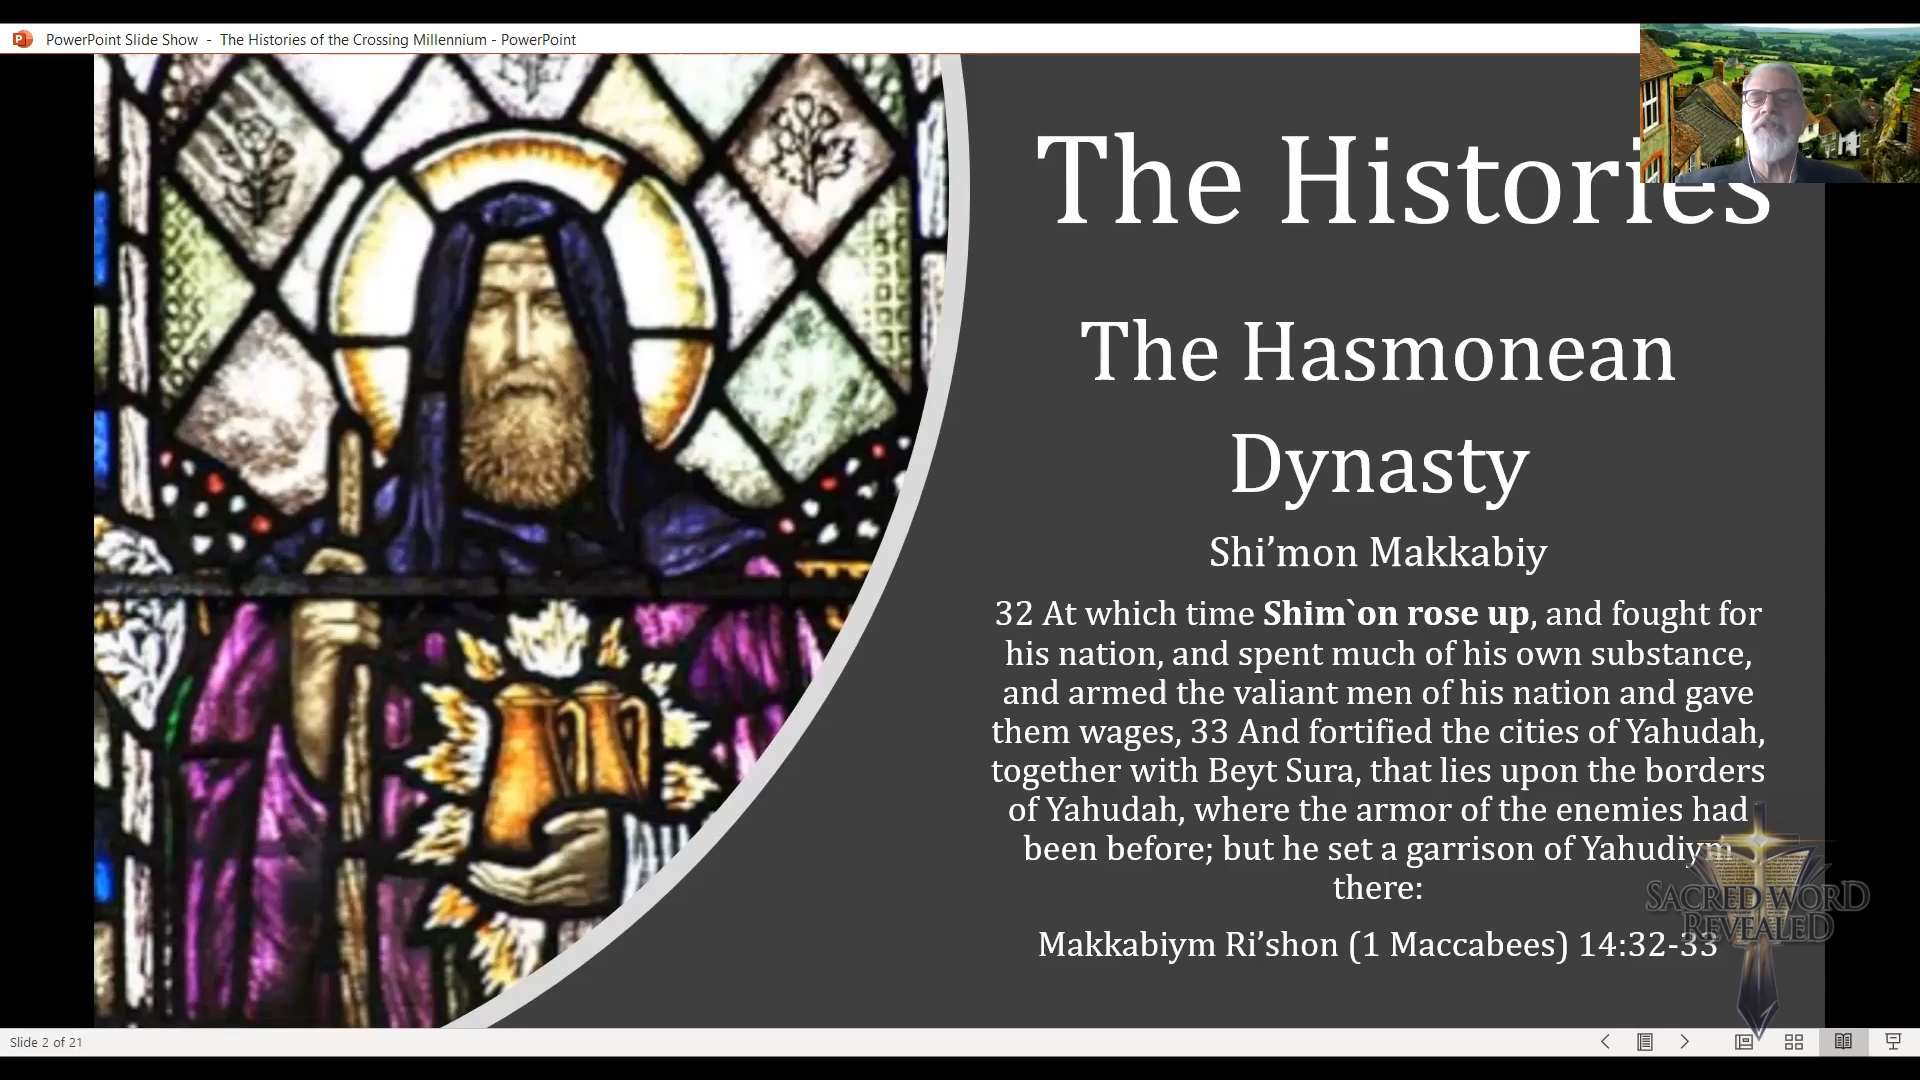 PowerPoint Slide Show - The Histories of the Crossing Millennium - PowerPoint
The Histories
The Hasmonean
Dynasty
Shi’mon Makkabiy
32 At which time Shim`on rose up, and fought for
his nation, and spent much of his own substance,
and armed the valiant men of his nation and gave
them wages, 33 And fortified the cities of Yahudah,
together with Beyt Sura, that lies upon the borders
of Yahudah, where the armor of the enemies had
been before; but he set a garrison of Yahudiym
there:
Makkabiym Ri’shon (1 Maccabees) 14:32-33
SACRED WORD
REVEALED
Slide 2 of 21